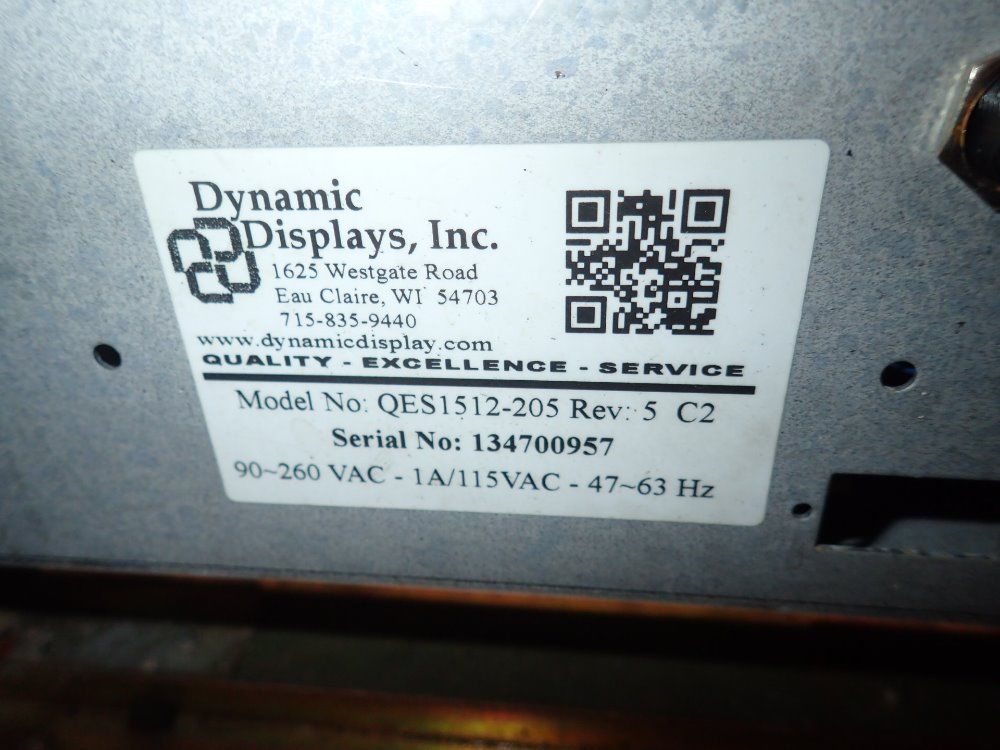 Dynamic
Displays, Inc.
1625 Westgate Road
Eau Claire, WI 54703
715-835-9440
www.dynamicdisplay.com
QUALITY - EXCELLENCE - SERVICE
Model No: QES1512-205 Rev: 5 C2
Serial No: 134700957
90~260 VAC - 1A/115VAC - 47~63 Hz